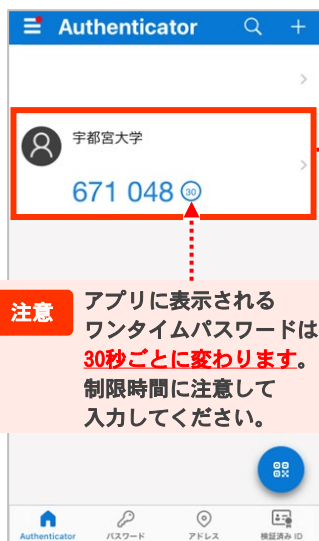 Authenticator
宇都宮大学
671 048 30
注意
アプリに表示される
ワンタイムパスワードは
30秒ごとに変わります。
制限時間に注意して
入力してください。
Authenticator
パスワード
アドレス
検証済み ID